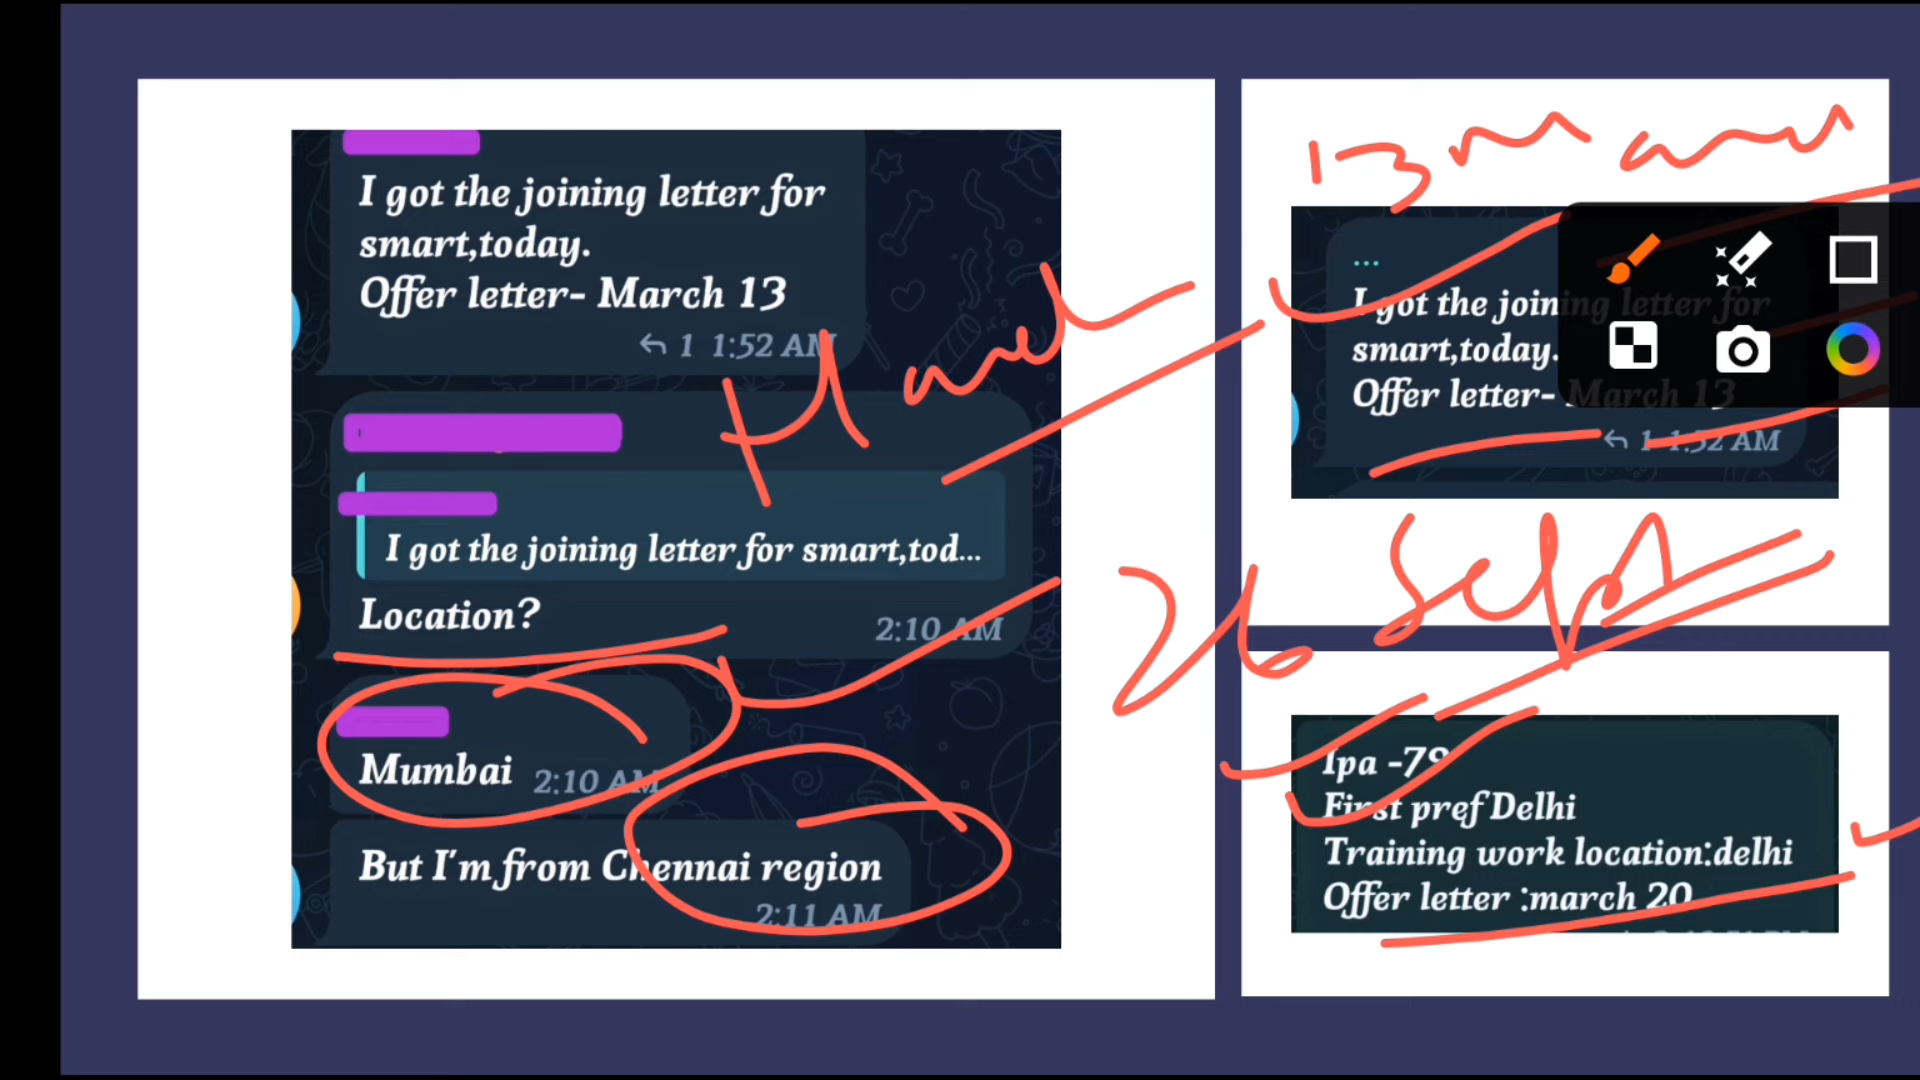 I got the joining letter for
smart,today.
Offer letter- March 13
1 1:52 AM
I got the joining letter for smart,tod...
Location?
2:10 AM
Mumbai 2:10 AM
But I'm from Chennai region
2:11 AM
March
26 Sept
13 March
...
I got the joining letter for
smart,today.
Offer letter- March 13
1 1:52 AM
Ipa -79
First pref Delhi
Training work location:delhi
Offer letter :march 20